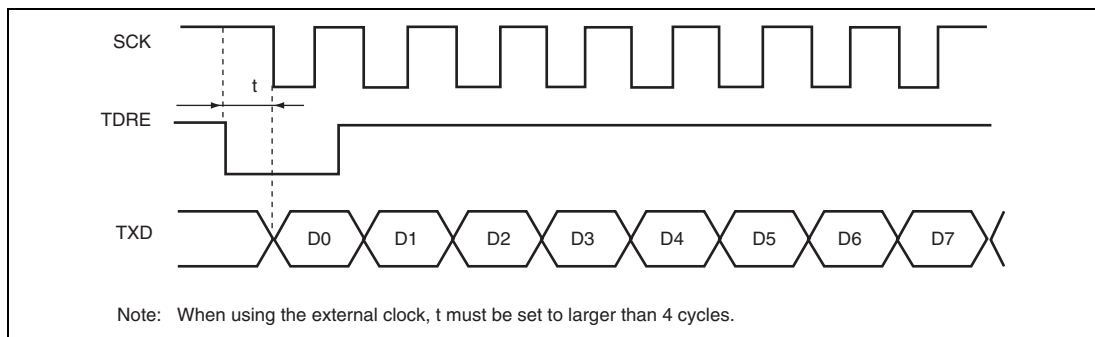 SCK
t
TDRE
TXD D0 D1 D2 D3 D4 D5 D6 D7
Note: When using the external clock, t must be set to larger than 4 cycles.